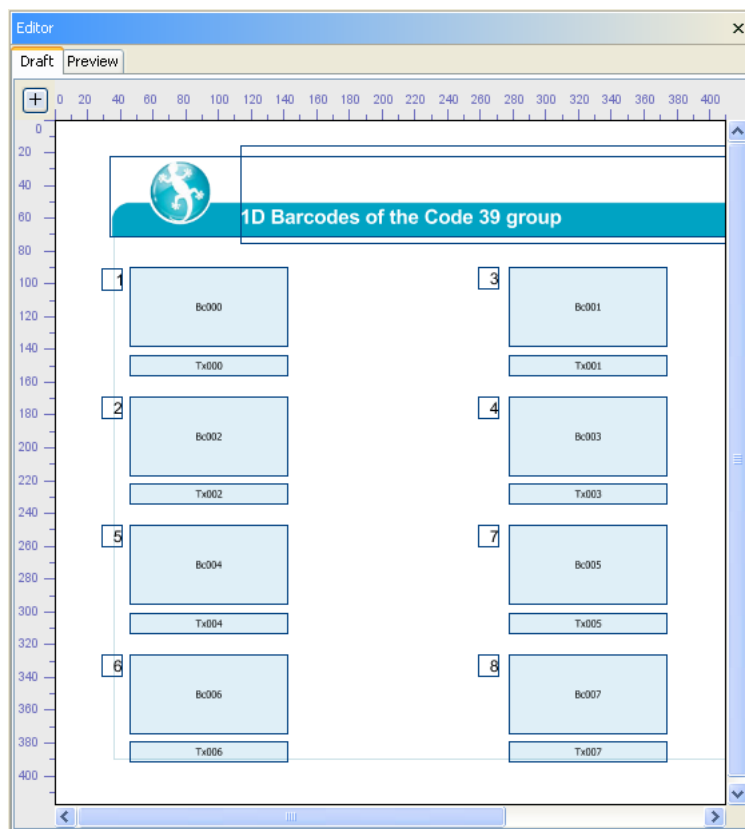 Editor
Draft Preview
0 20 40 60 80 100 120 140 160 180 200 220 240 260 280 300 320 340 360 380 400
0
20
40
60
1D Barcodes of the Code 39 group
80
100
1 3
Bc000 Bc001
120
140
Tx000 Tx001
160
180
2 4
Bc002 Bc003
200
220
Tx002 Tx003
240
260
5 7
Bc004 Bc005
280
300
Tx004 Tx005
320
6 8
340
Bc006 Bc007
360
380
Tx006 Tx007
400